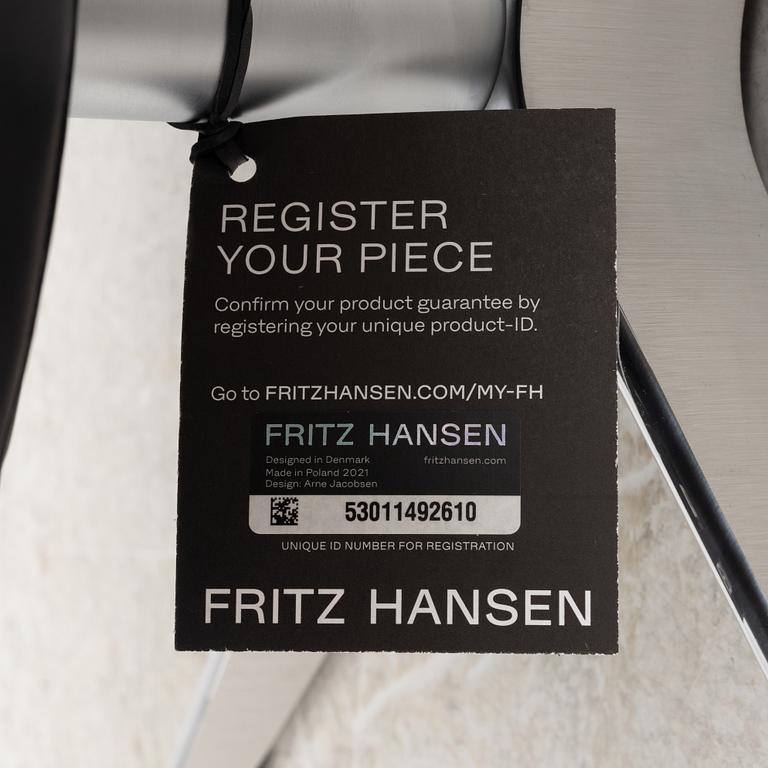 REGISTER
YOUR PIECE
Confirm your product guarantee by
registering your unique product-ID.
Go to FRITZHANSEN.COM/MY-FH
FRITZ HANSEN
Designed in Denmark fritzhansen.com
Made in Poland 2021
Design: Arne Jacobsen
53011492610
UNIQUE ID NUMBER FOR REGISTRATION
FRITZ HANSEN